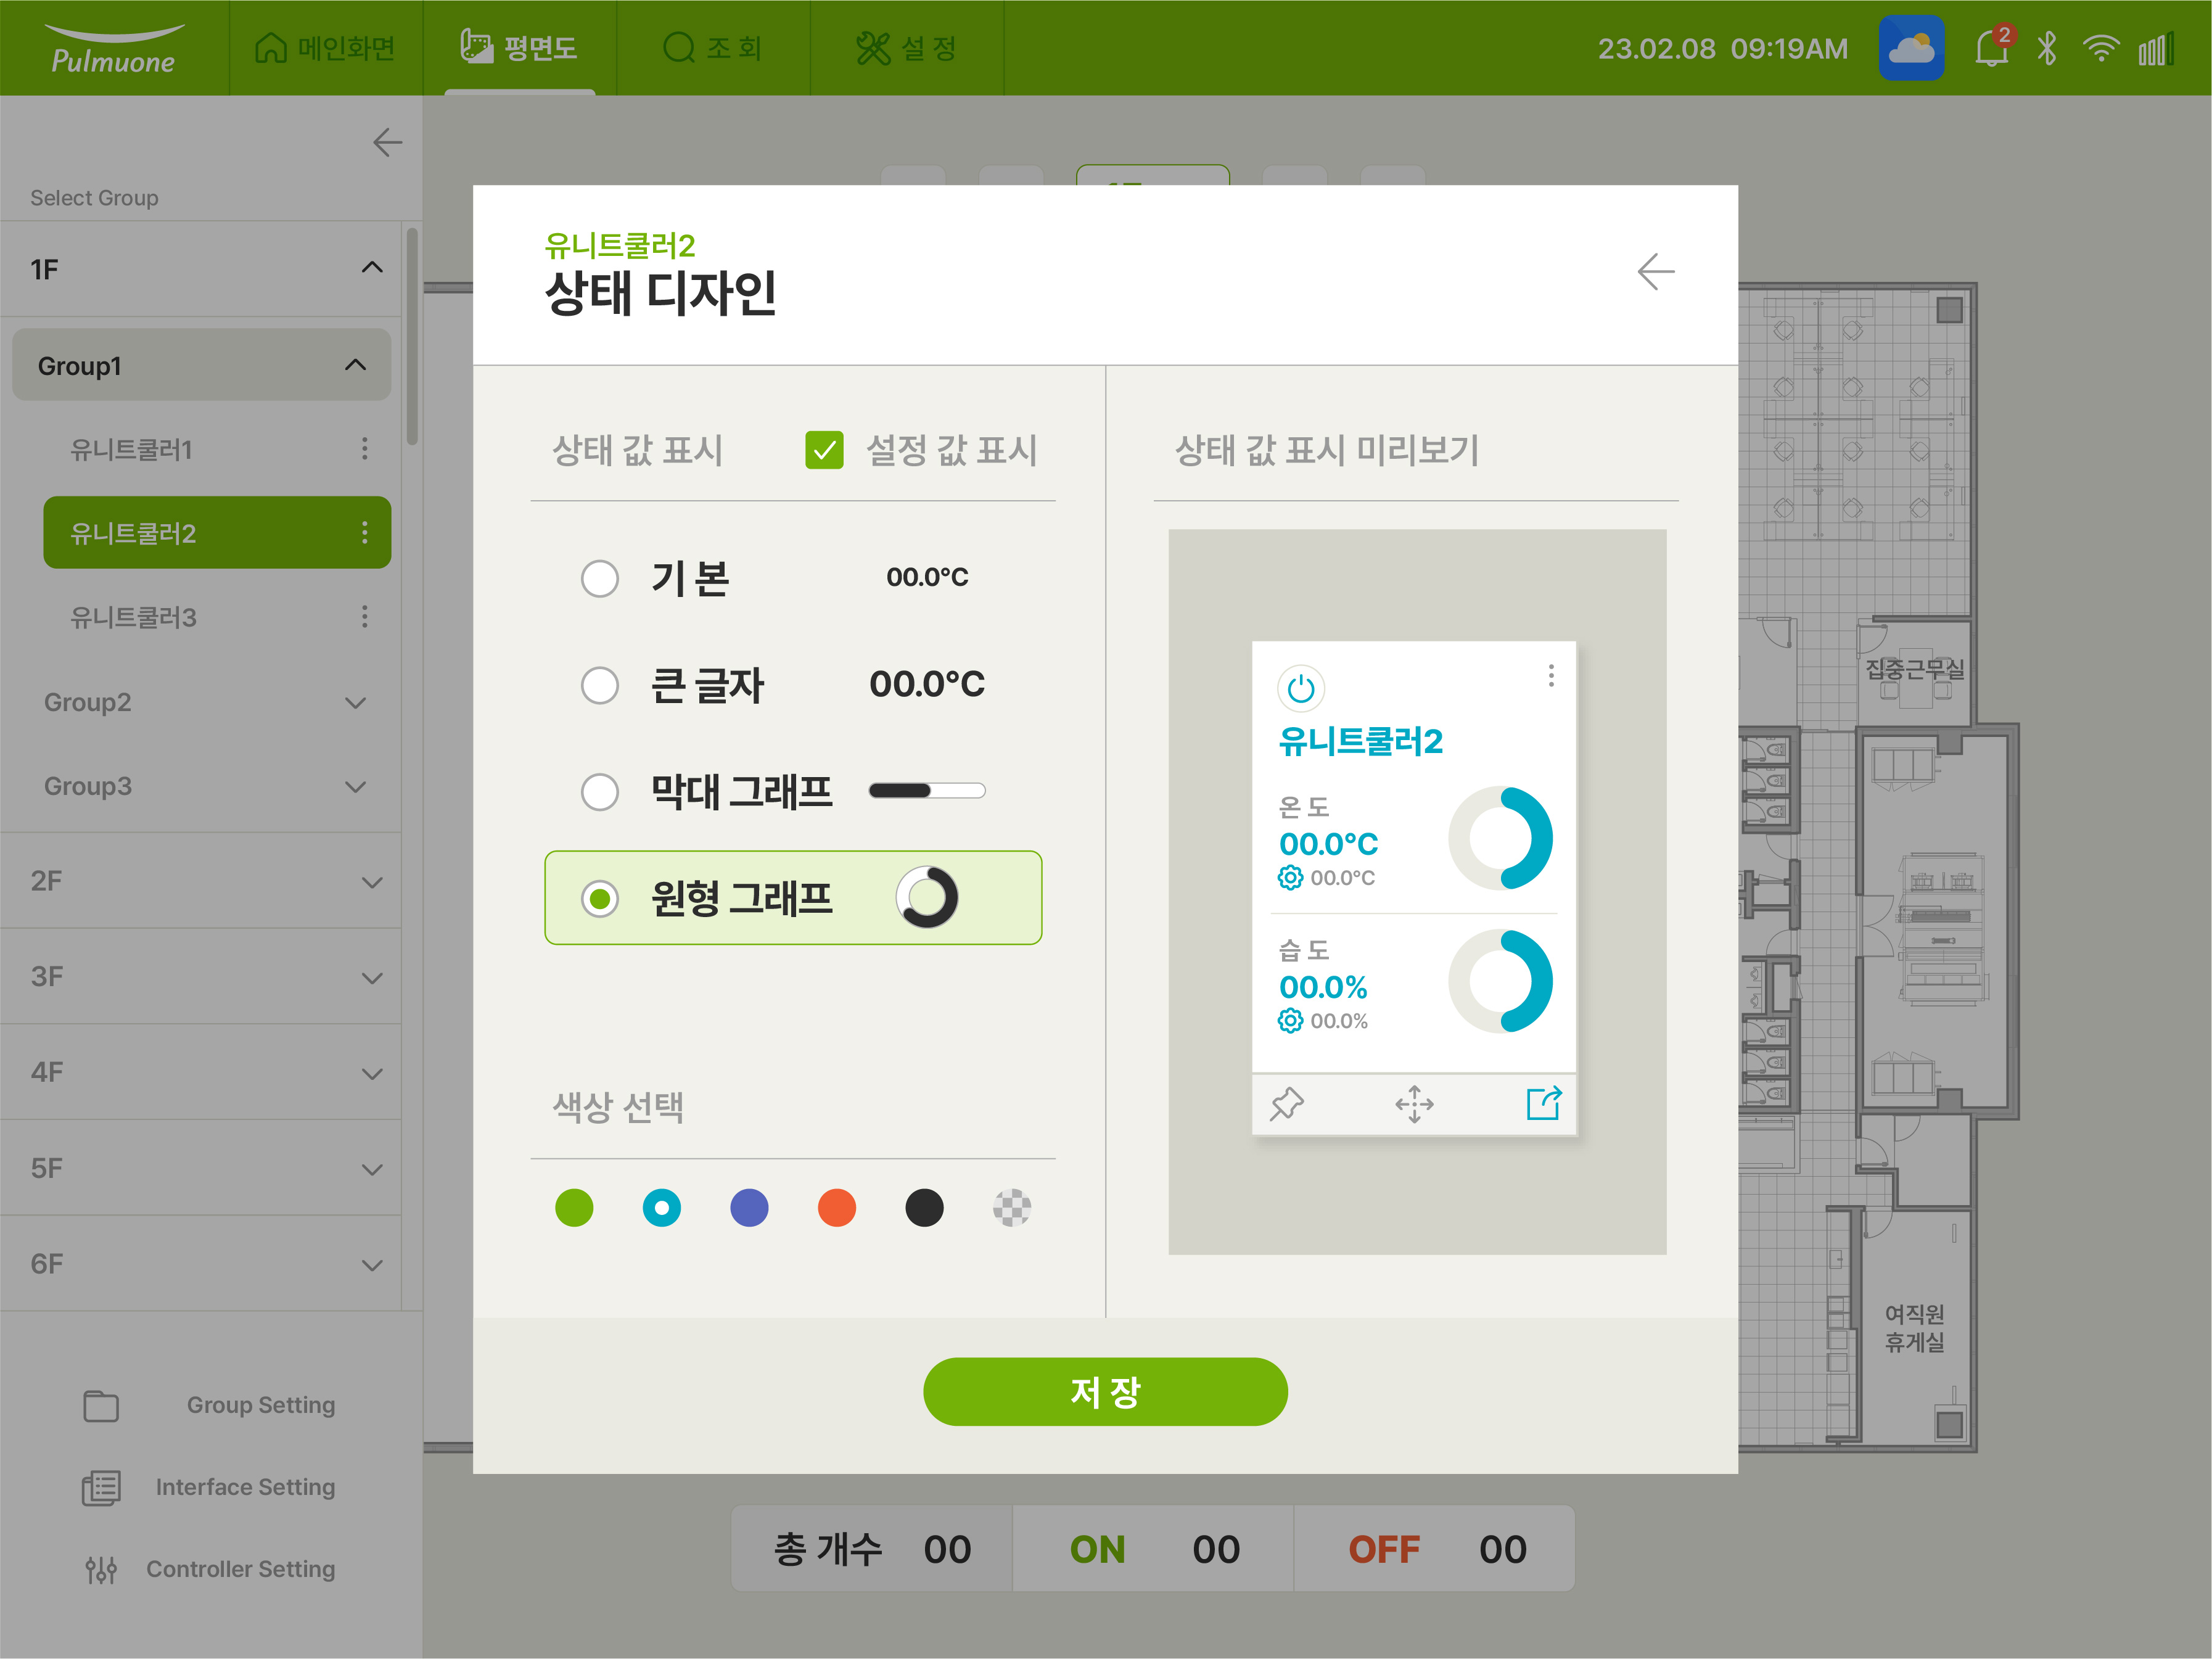 Pulmuone
메인화면
평면도
조 회
설 정
23.02.08 09:19AM
2
Select Group
1F
Group1
유니트쿨러1
유니트쿨러2
유니트쿨러3
Group2
Group3
2F
3F
4F
5F
6F
Group Setting
Interface Setting
Controller Setting
유니트쿨러2
상태 디자인
상태 값 표시
설정 값 표시
기 본 00.0°C
큰 글자 00.0°C
막대 그래프
원형 그래프
색상 선택
상태 값 표시 미리보기
유니트쿨러2
온 도
00.0°C
00.0°C
습 도
00.0%
00.0%
저 장
집중근무실
여직원
휴게실
총 개수 00
ON 00
OFF 00